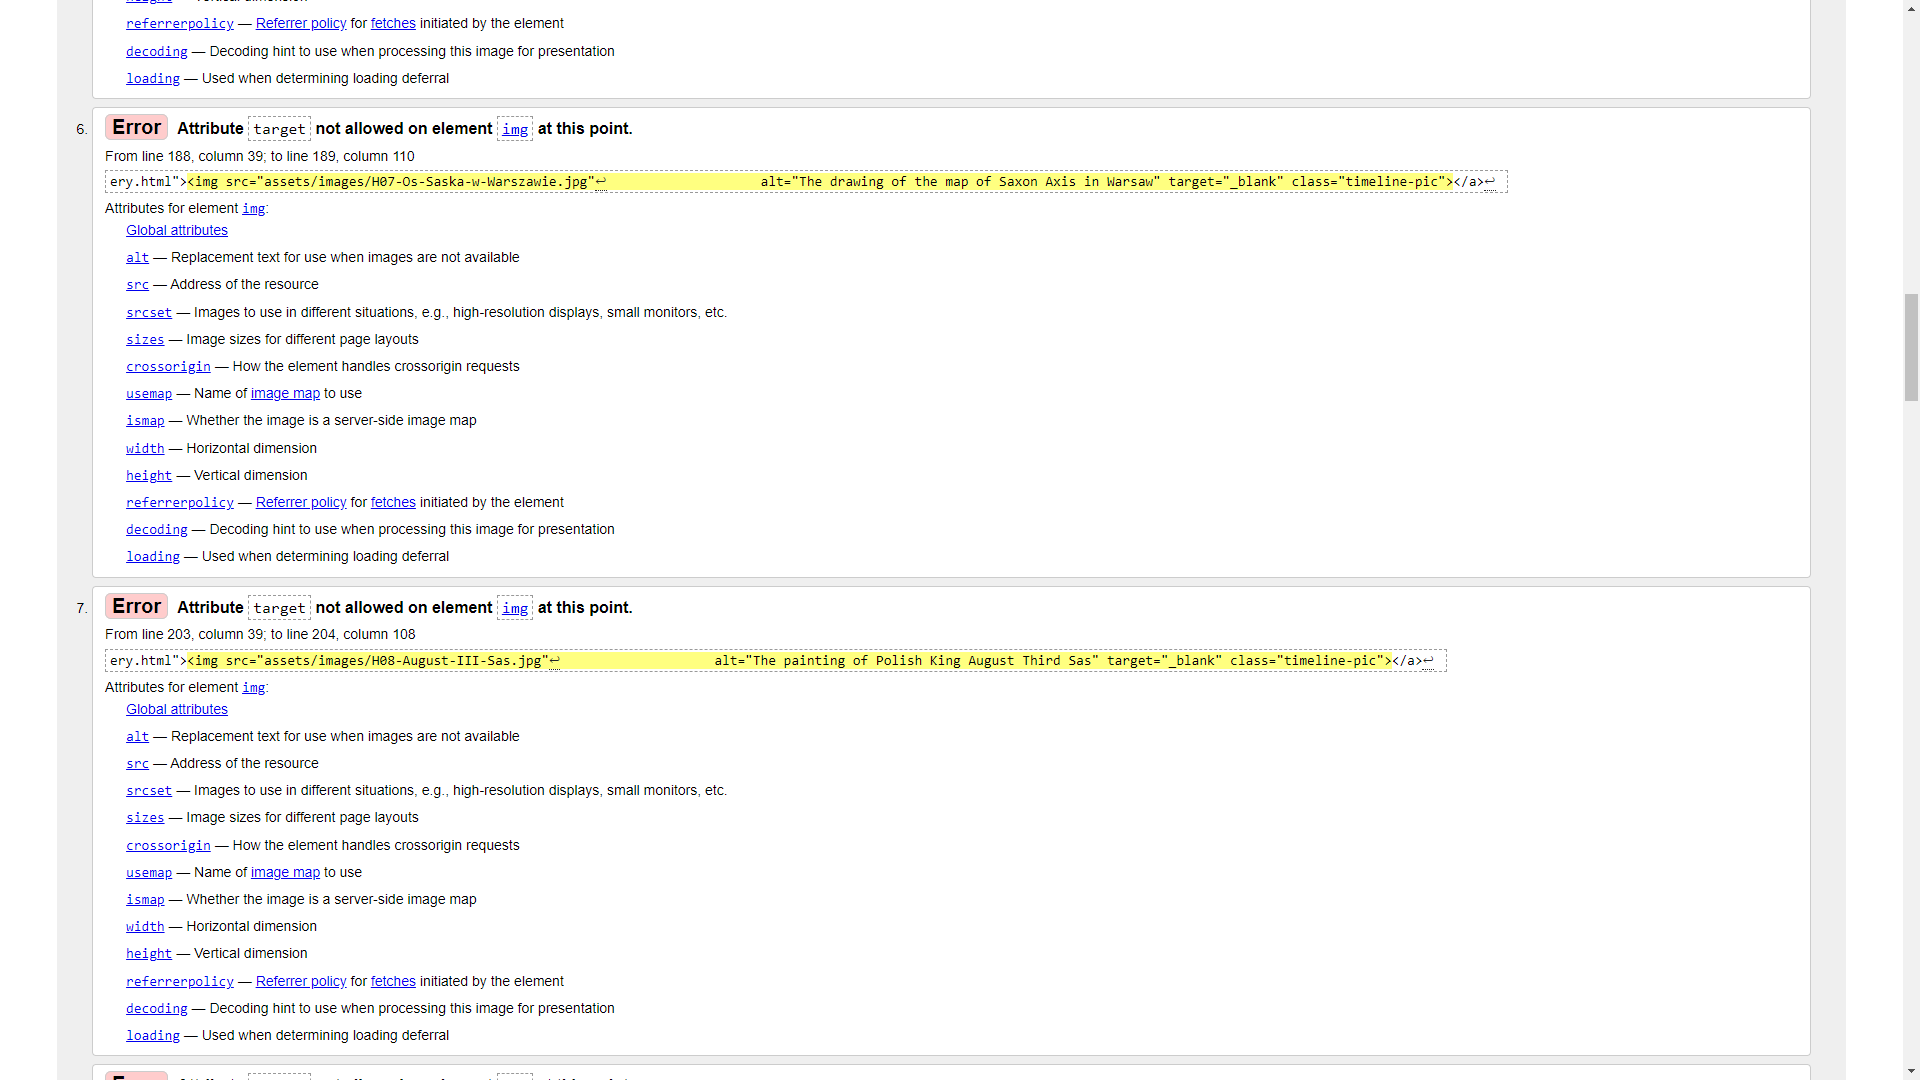 referrerpolicy — Referrer policy for fetches initiated by the element
decoding — Decoding hint to use when processing this image for presentation
loading — Used when determining loading deferral
6. Error Attribute target not allowed on element img at this point.
From line 188, column 39; to line 189, column 110
ery.html"><img src="assets/images/H07-Os-Saska-w-Warszawie.jpg"↩ alt="The drawing of the map of Saxon Axis in Warsaw" target="_blank" class="timeline-pic"></a>↩
Attributes for element img:
Global attributes
alt — Replacement text for use when images are not available
src — Address of the resource
srcset — Images to use in different situations, e.g., high-resolution displays, small monitors, etc.
sizes — Image sizes for different page layouts
crossorigin — How the element handles crossorigin requests
usemap — Name of image map to use
ismap — Whether the image is a server-side image map
width — Horizontal dimension
height — Vertical dimension
referrerpolicy — Referrer policy for fetches initiated by the element
decoding — Decoding hint to use when processing this image for presentation
loading — Used when determining loading deferral
7. Error Attribute target not allowed on element img at this point.
From line 203, column 39; to line 204, column 108
ery.html"><img src="assets/images/H08-August-III-Sas.jpg"↩ alt="The painting of Polish King August Third Sas" target="_blank" class="timeline-pic"></a>↩
Attributes for element img:
Global attributes
alt — Replacement text for use when images are not available
src — Address of the resource
srcset — Images to use in different situations, e.g., high-resolution displays, small monitors, etc.
sizes — Image sizes for different page layouts
crossorigin — How the element handles crossorigin requests
usemap — Name of image map to use
ismap — Whether the image is a server-side image map
width — Horizontal dimension
height — Vertical dimension
referrerpolicy — Referrer policy for fetches initiated by the element
decoding — Decoding hint to use when processing this image for presentation
loading — Used when determining loading deferral